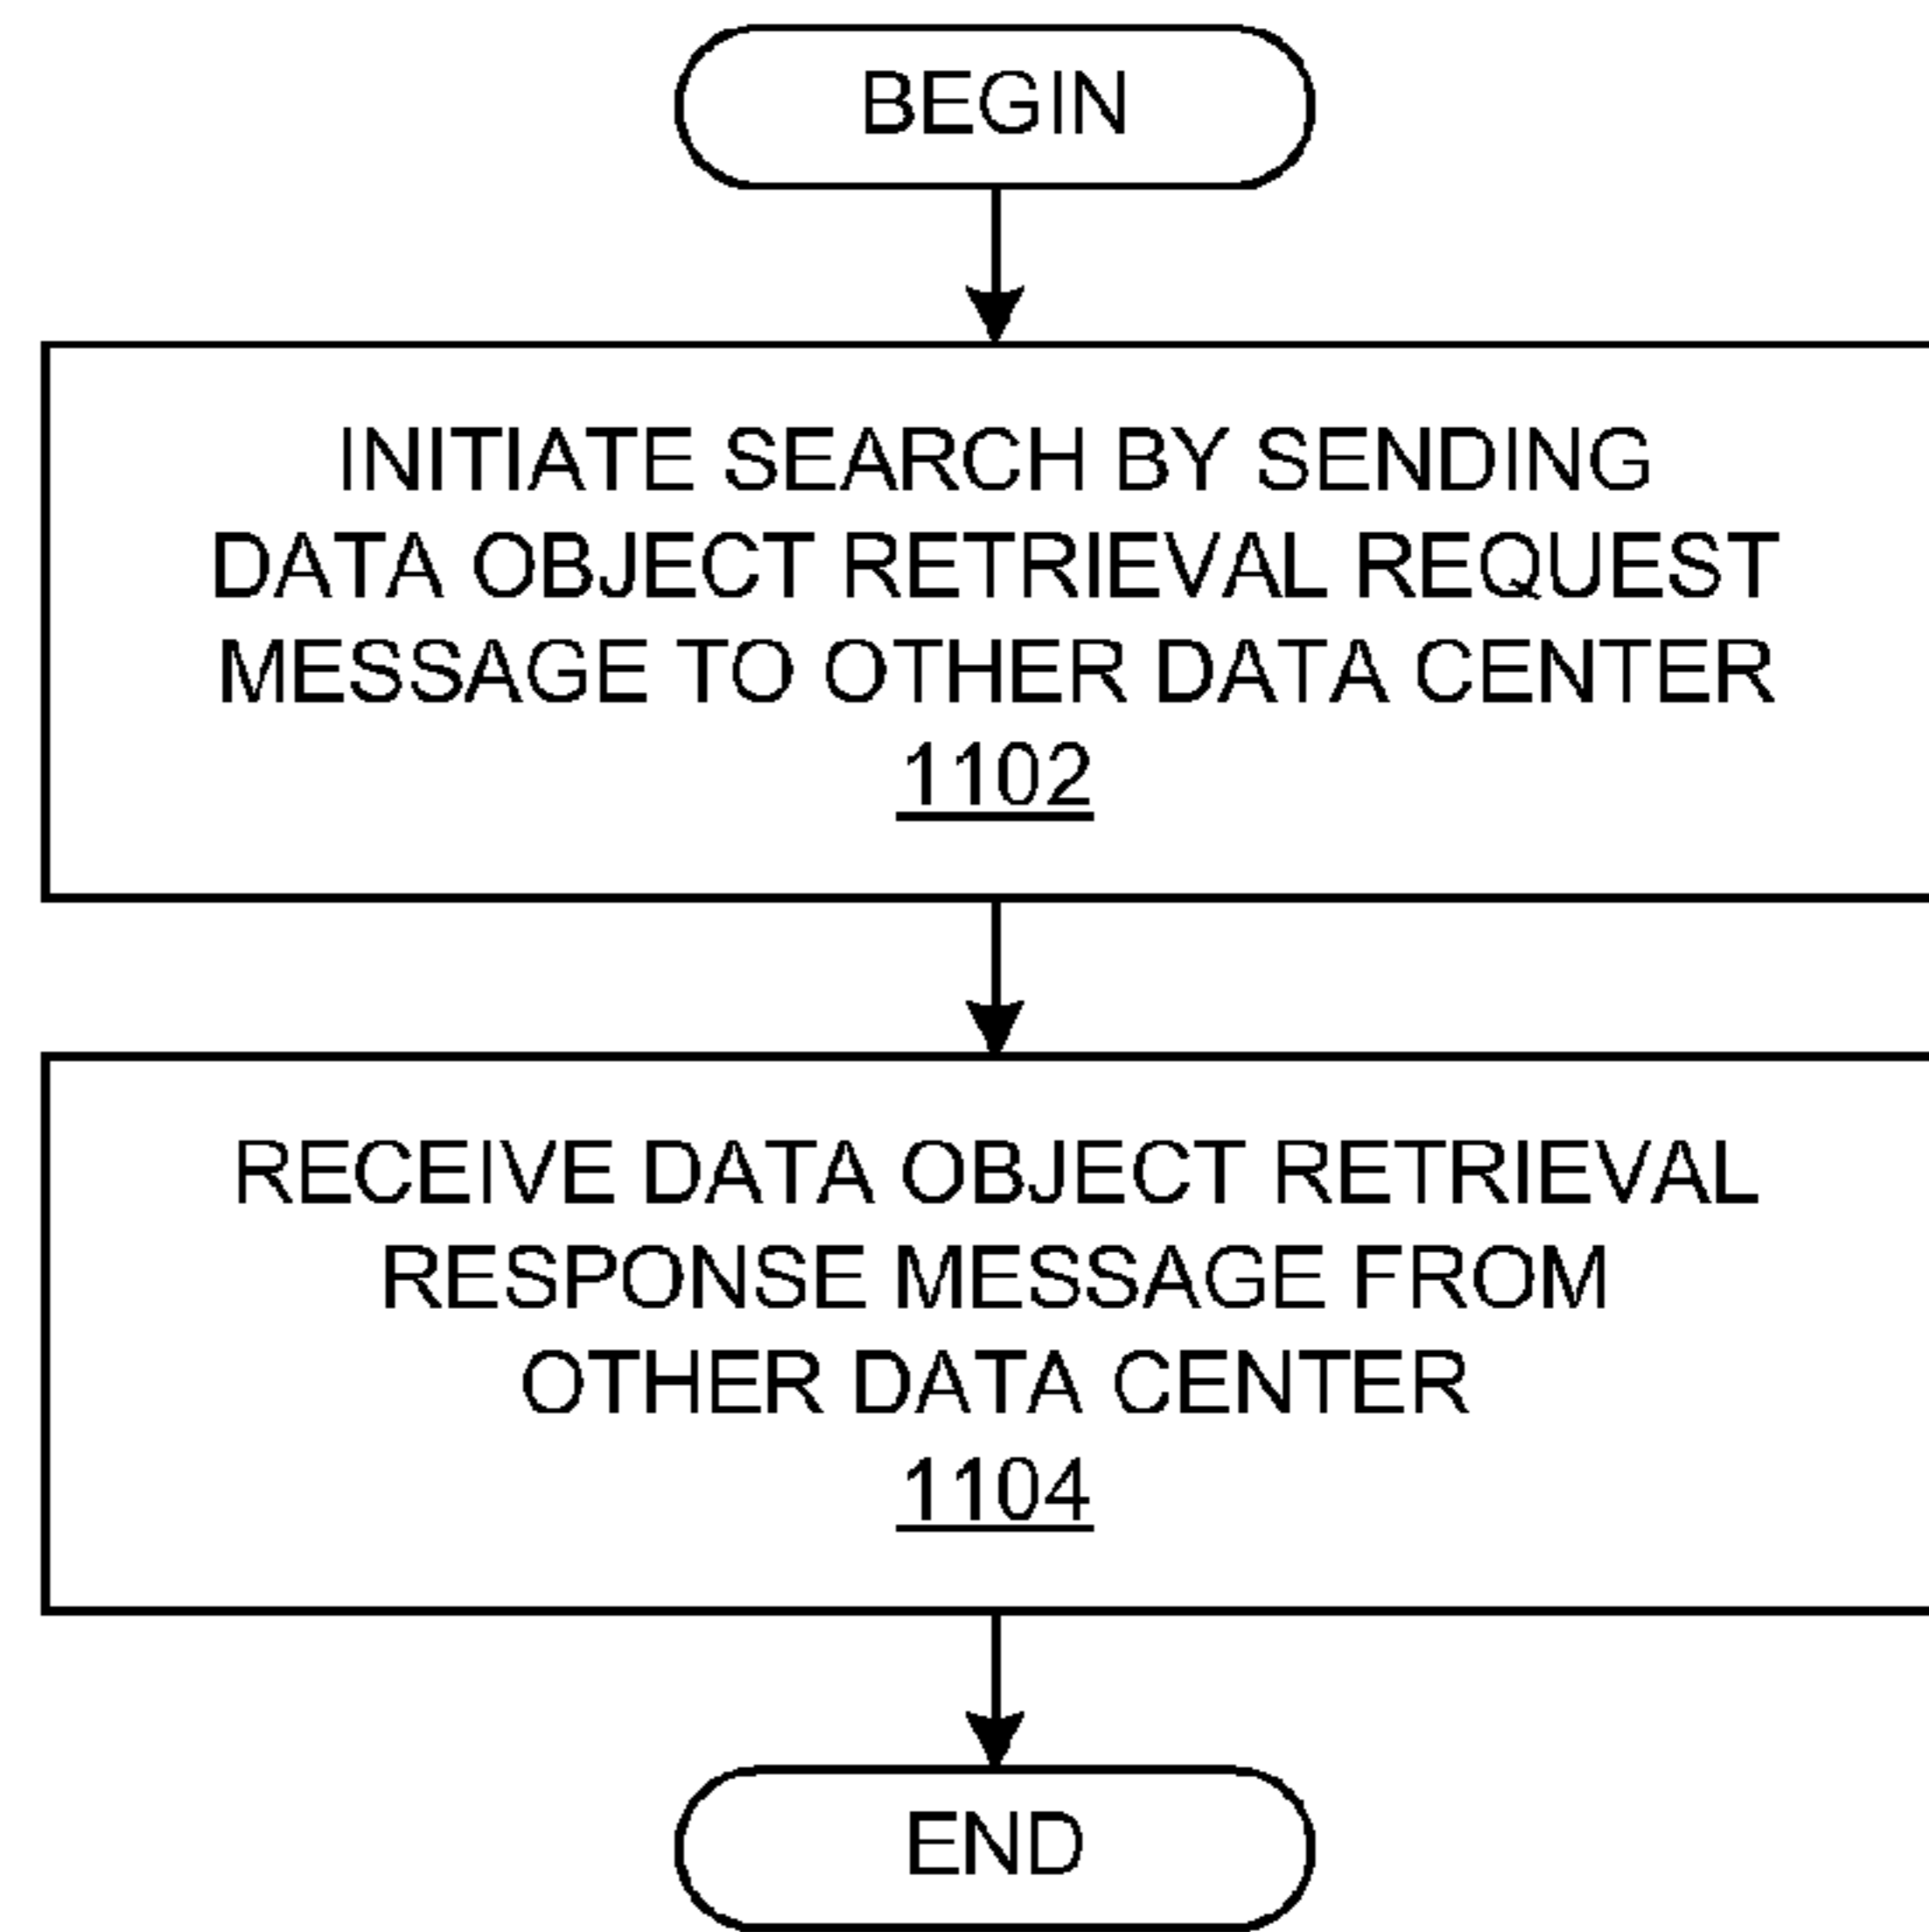 BEGIN
INITIATE SEARCH BY SENDING
DATA OBJECT RETRIEVAL REQUEST
MESSAGE TO OTHER DATA CENTER
1102
RECEIVE DATA OBJECT RETRIEVAL
RESPONSE MESSAGE FROM
OTHER DATA CENTER
1104
END